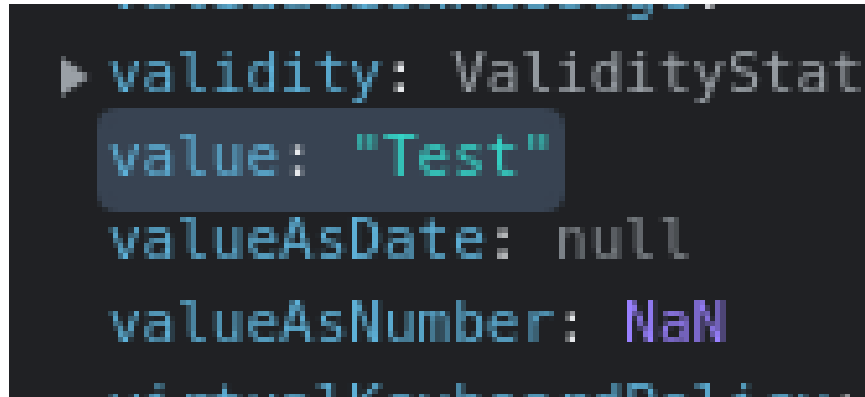 validity: ValidityStat
value: "Test"
valueAsDate: null
valueAsNumber: NaN